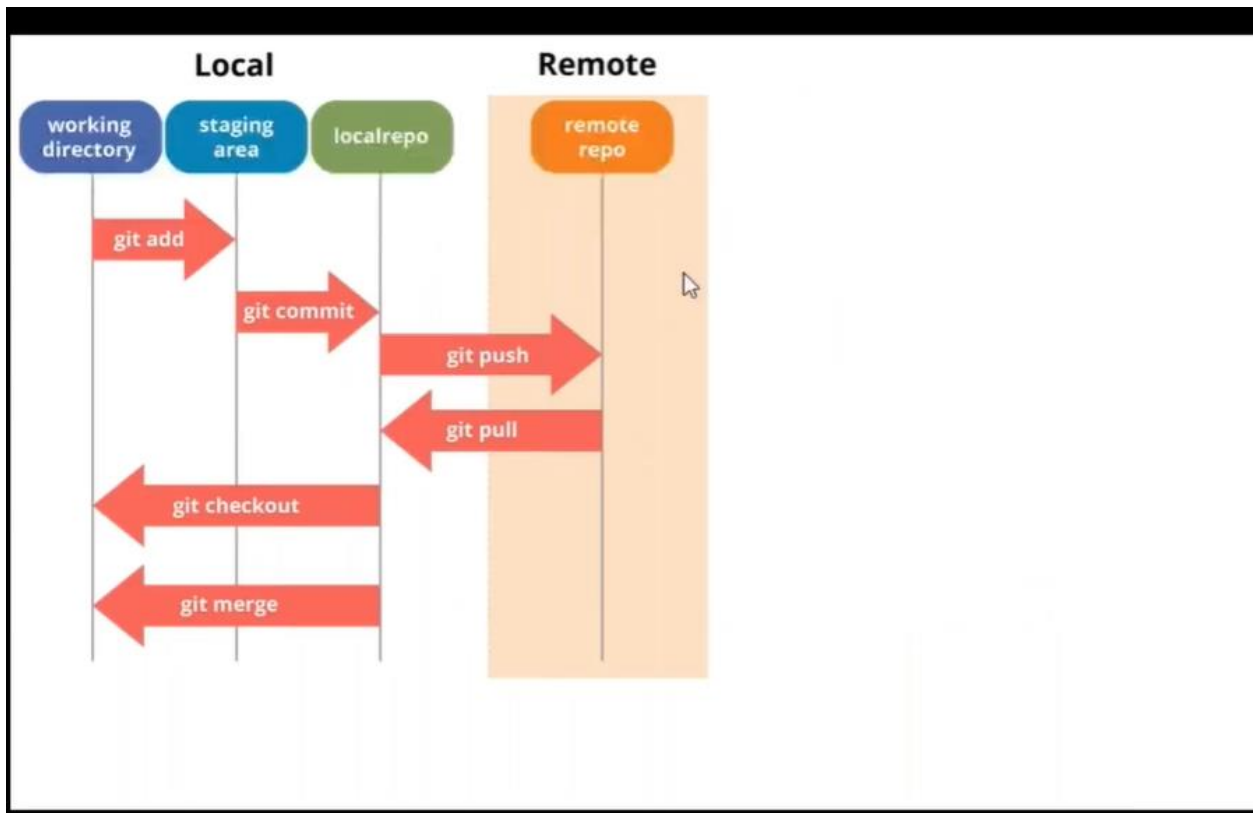 Local
Remote
working
directory
staging
area
localrepo
remote
repo
git add
git commit
git push
git pull
git checkout
git merge